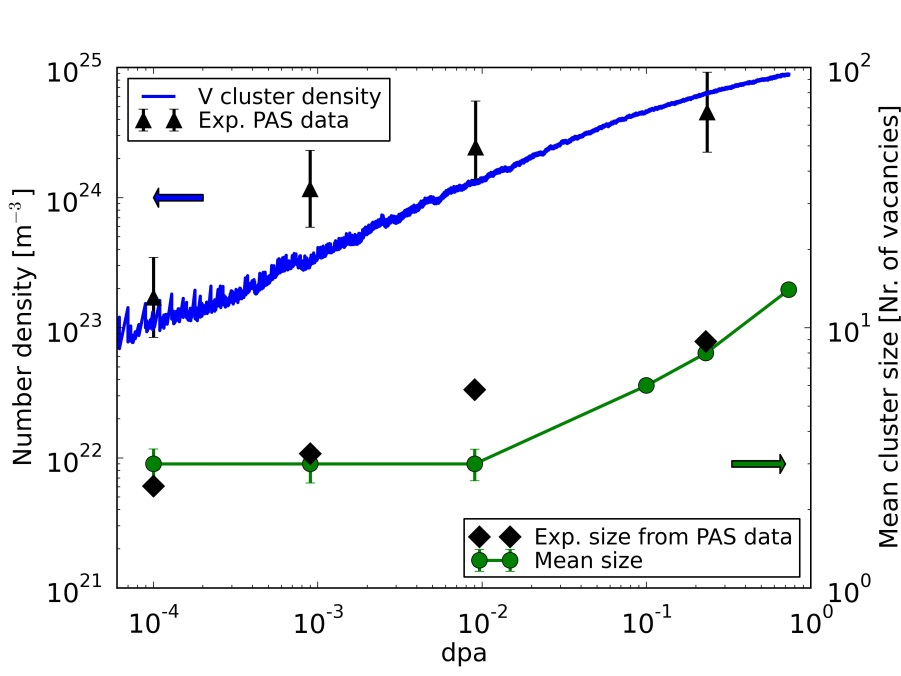 10^25
10^24
10^23
10^22
10^21
Number density [m^−3]
V cluster density
Exp. PAS data
10^2
10^1
10^0
Mean cluster size [Nr. of vacancies]
Exp. size from PAS data
Mean size
10^-4 10^-3 10^-2 10^-1 10^0
dpa